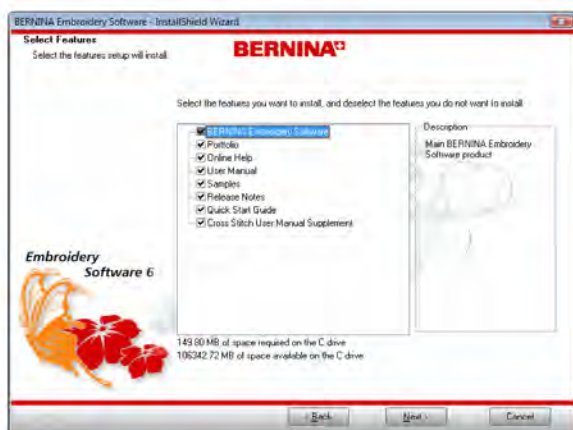 BERNINA Embroidery Software - InstallShield Wizard
Select Features
Select the features setup will install.
BERNINA
Select the features you want to install, and deselect the features you do not want to install.
BERNINA Embroidery Software
Portfolio
Online Help
User Manual
Samples
Release Notes
Quick Start Guide
Cross Stitch User Manual Supplement
Description
Main BERNINA Embroidery
Software product
Embroidery
Software 6
149.80 MB of space required on the C drive
106342.72 MB of space available on the C drive
< Back
Next >
Cancel